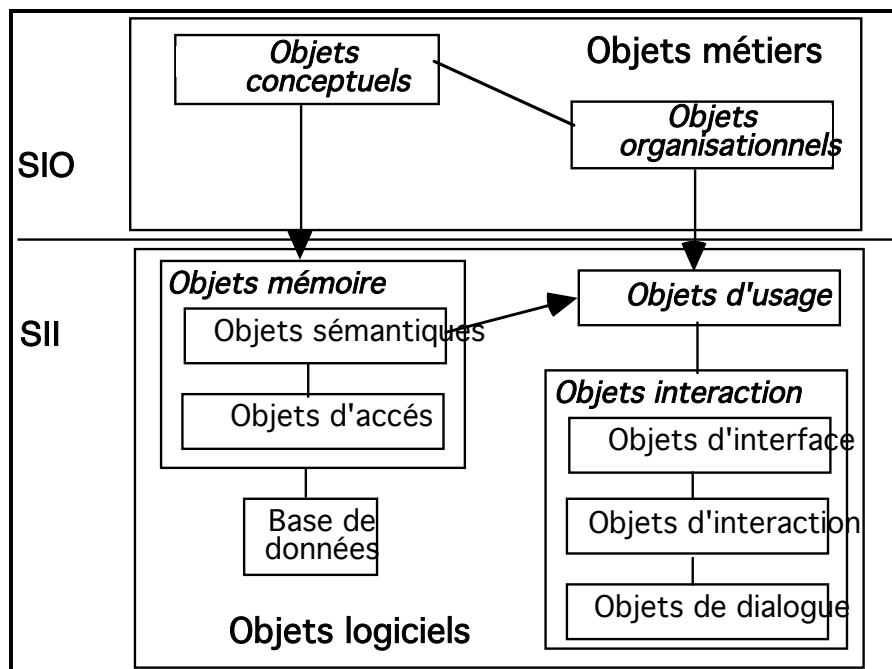 Objets
conceptuels
Objets métiers
Objets
organisationnels
SIO
Objets mémoire
Objets sémantiques
Objets d'accés
Base de
données
SII
Objets d'usage
Objets interaction
Objets d'interface
Objets d'interaction
Objets de dialogue
Objets logiciels